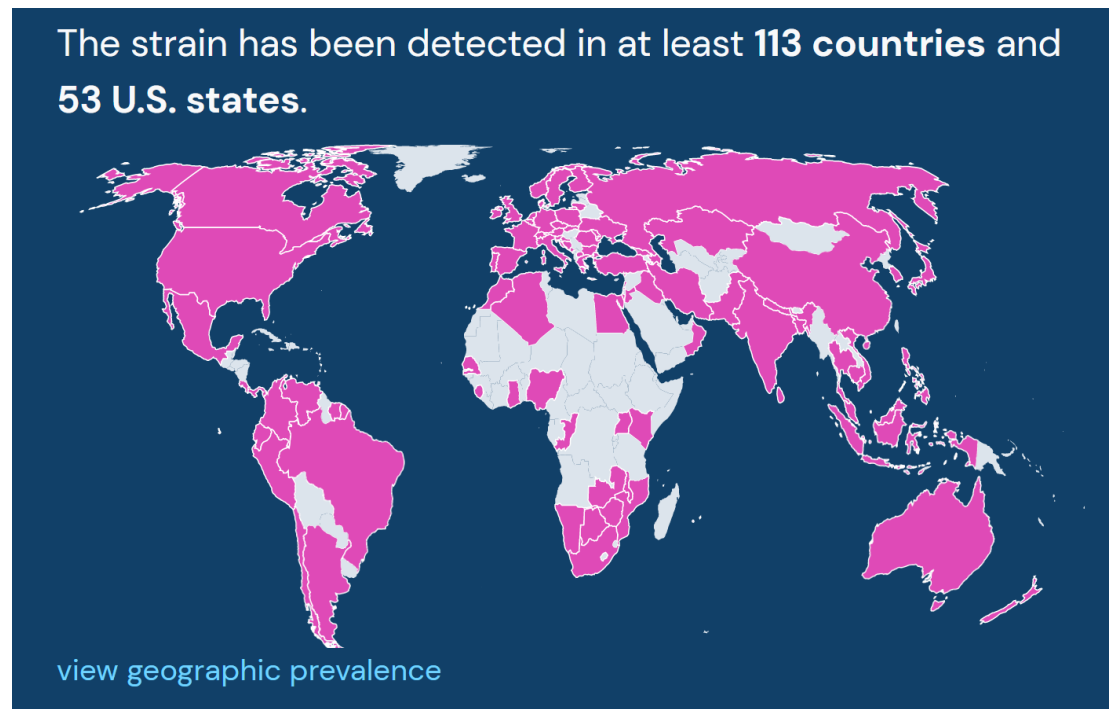 The strain has been detected in at least 113 countries and
53 U.S. states.
view geographic prevalence